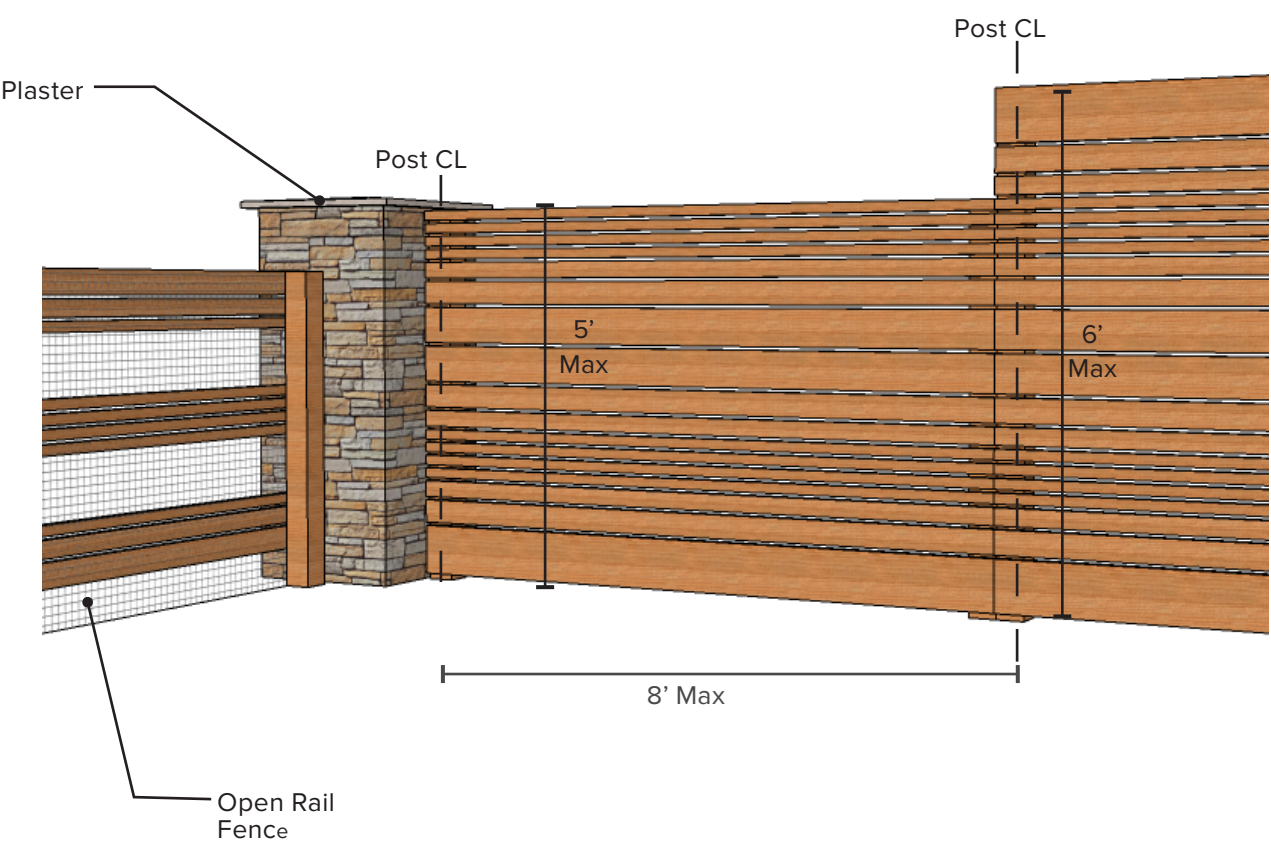 Post CL
Plaster
Post CL
5’
Max
6’
Max
8’ Max
Open Rail
Fence